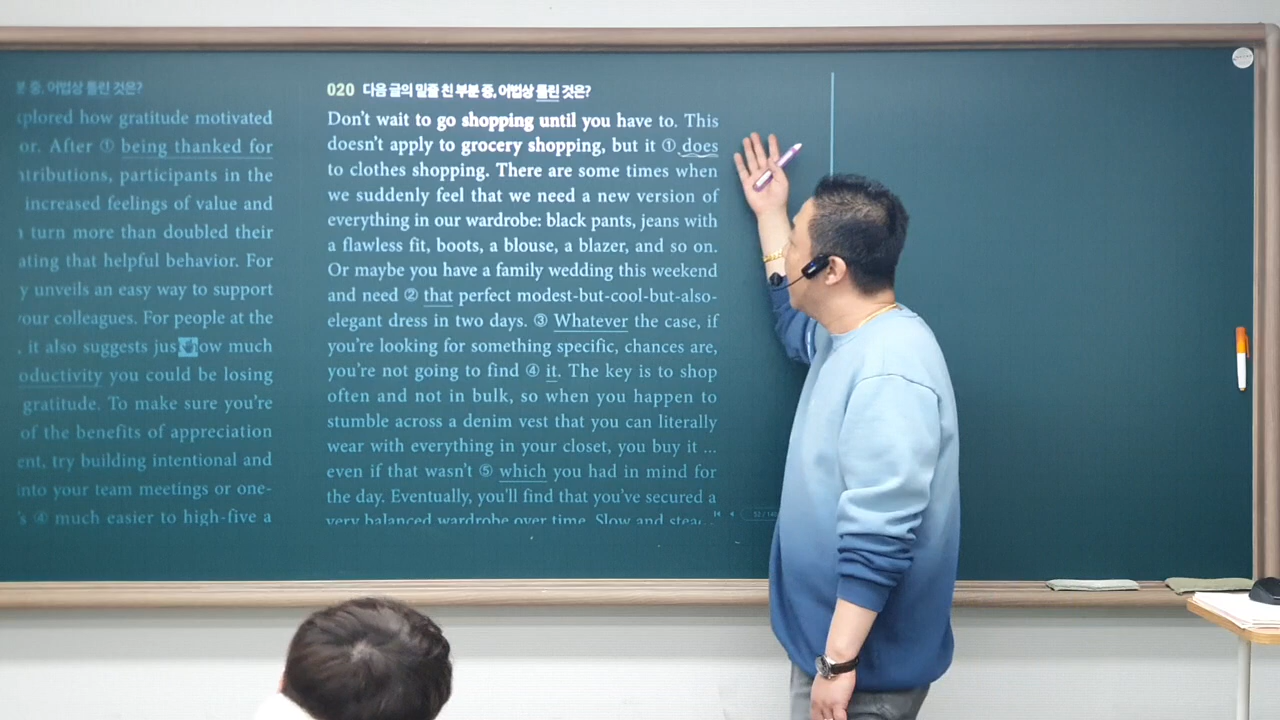 분 중, 어법상 틀린 것은?
plored how gratitude motivated
or. After ① being thanked for
tributions, participants in the
increased feelings of value and
turn more than doubled their
ating that helpful behavior. For
y unveils an easy way to support
your colleagues. For people at the
, it also suggests jus ow much
oductivity you could be losing
gratitude. To make sure you're
of the benefits of appreciation
ent, try building intentional and
into your team meetings or one-
's ④ much easier to high-five a
020 다음 글의 밑줄 친 부분 중, 어법상 틀린 것은?
Don't wait to go shopping until you have to. This
doesn't apply to grocery shopping, but it ① does
to clothes shopping. There are some times when
we suddenly feel that we need a new version of
everything in our wardrobe: black pants, jeans with
a flawless fit, boots, a blouse, a blazer, and so on.
Or maybe you have a family wedding this weekend
and need ② that perfect modest-but-cool-but-also-
elegant dress in two days. ③ Whatever the case, if
you're looking for something specific, chances are,
you're not going to find ④ it. The key is to shop
often and not in bulk, so when you happen to
stumble across a denim vest that you can literally
wear with everything in your closet, you buy it ...
even if that wasn't ⑤ which you had in mind for
the day. Eventually, you'll find that you've secured a
very balanced wardrobe over time. Slow and